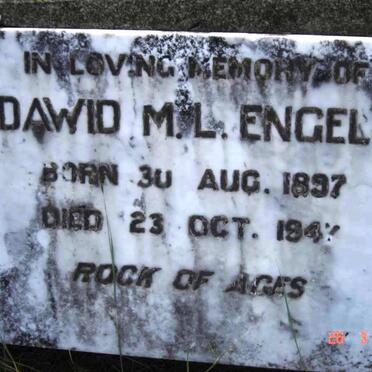 IN LOVING MEMORY OF
DAWID M. L. ENGEL
BORN 30 AUG. 1897
DIED 23 OCT.
ROCK OF AGES